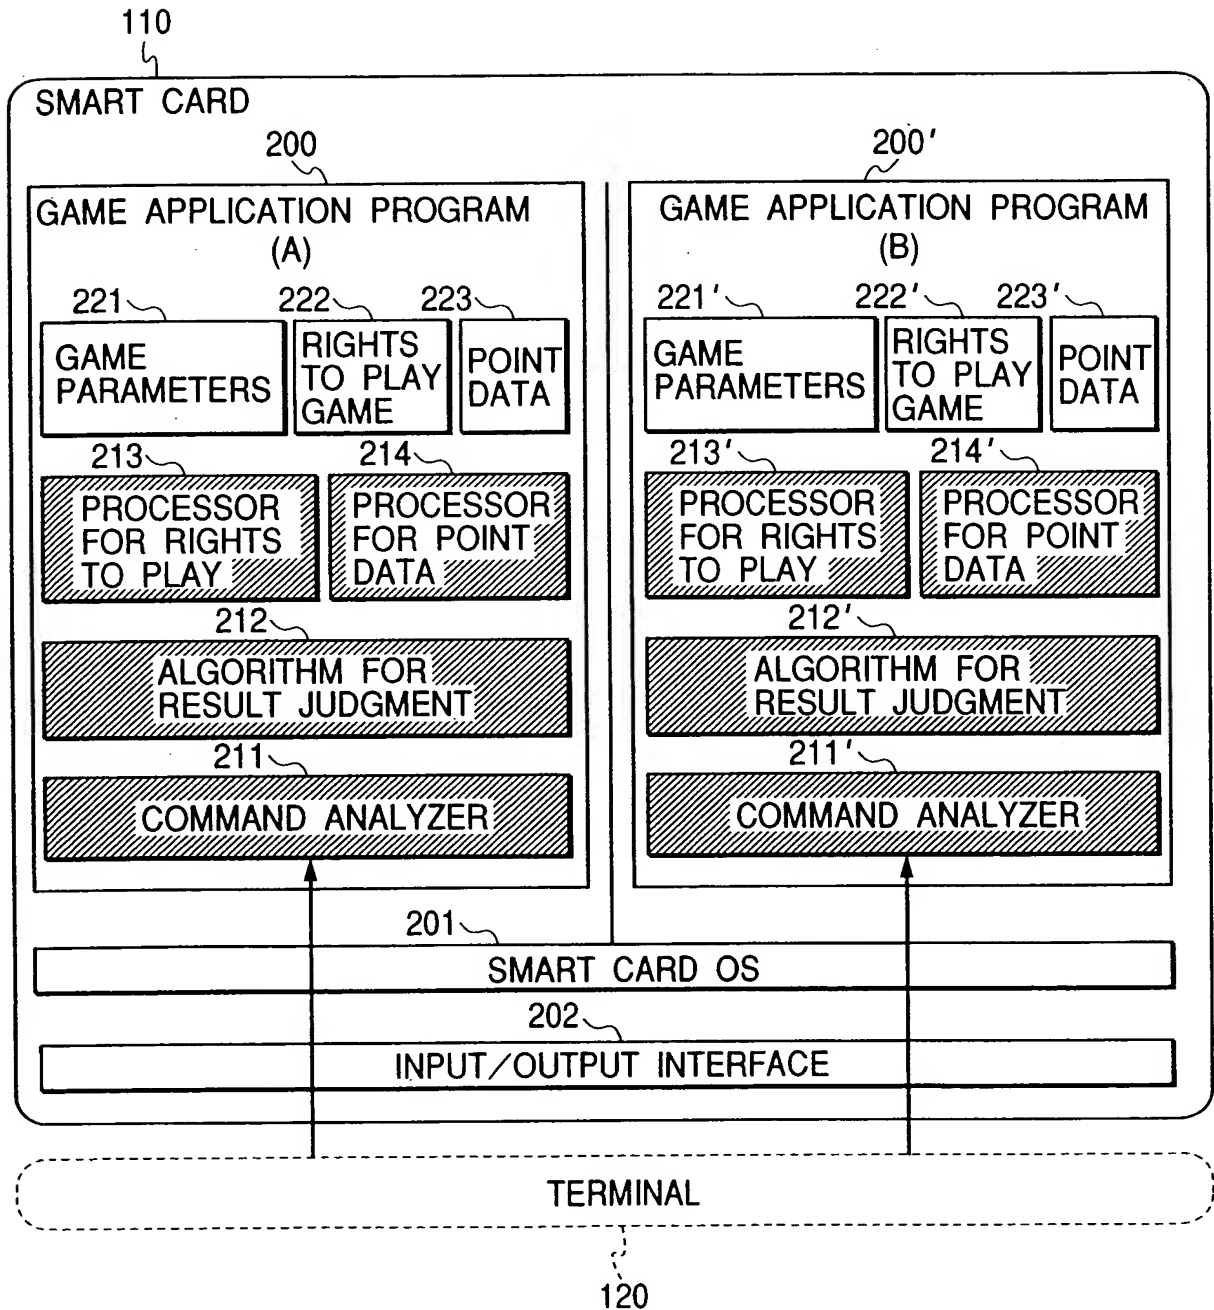 110
SMART CARD
200
200'
GAME APPLICATION PROGRAM
(A)
GAME APPLICATION PROGRAM
(B)
221
222
223
221'
222'
223'
GAME
PARAMETERS
RIGHTS
TO PLAY
GAME
POINT
DATA
GAME
PARAMETERS
RIGHTS
TO PLAY
GAME
POINT
DATA
213
214
213'
214'
PROCESSOR
FOR RIGHTS
TO PLAY
PROCESSOR
FOR POINT
DATA
PROCESSOR
FOR RIGHTS
TO PLAY
PROCESSOR
FOR POINT
DATA
212
212'
ALGORITHM FOR
RESULT JUDGMENT
ALGORITHM FOR
RESULT JUDGMENT
211
211'
COMMAND ANALYZER
COMMAND ANALYZER
201
SMART CARD OS
202
INPUT/OUTPUT INTERFACE
TERMINAL
120